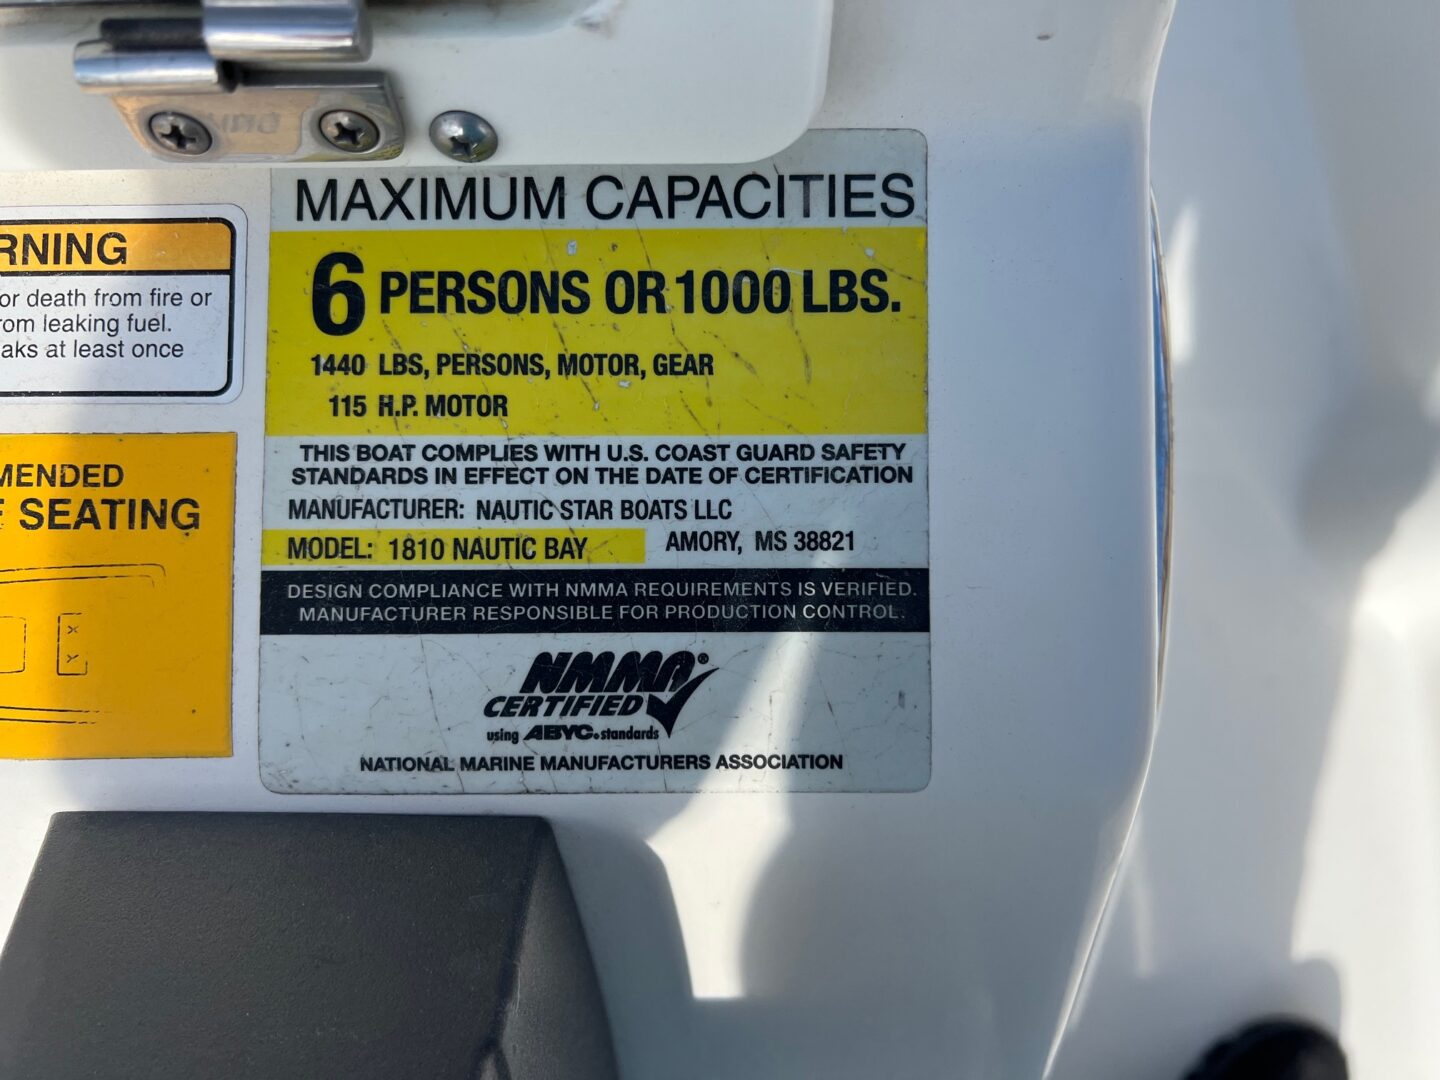 MAXIMUM CAPACITIES
6 PERSONS OR 1000 LBS.
1440 LBS, PERSONS, MOTOR, GEAR
115 H.P. MOTOR
THIS BOAT COMPLIES WITH U.S. COAST GUARD SAFETY
STANDARDS IN EFFECT ON THE DATE OF CERTIFICATION
MANUFACTURER: NAUTIC STAR BOATS LLC
MODEL: 1810 NAUTIC BAY AMORY, MS 38821
DESIGN COMPLIANCE WITH NMMA REQUIREMENTS IS VERIFIED.
MANUFACTURER RESPONSIBLE FOR PRODUCTION CONTROL.
NMMA®
CERTIFIED
using ABYC standards
NATIONAL MARINE MANUFACTURERS ASSOCIATION
RNING
or death from fire or
rom leaking fuel.
aks at least once
MENDED
E SEATING